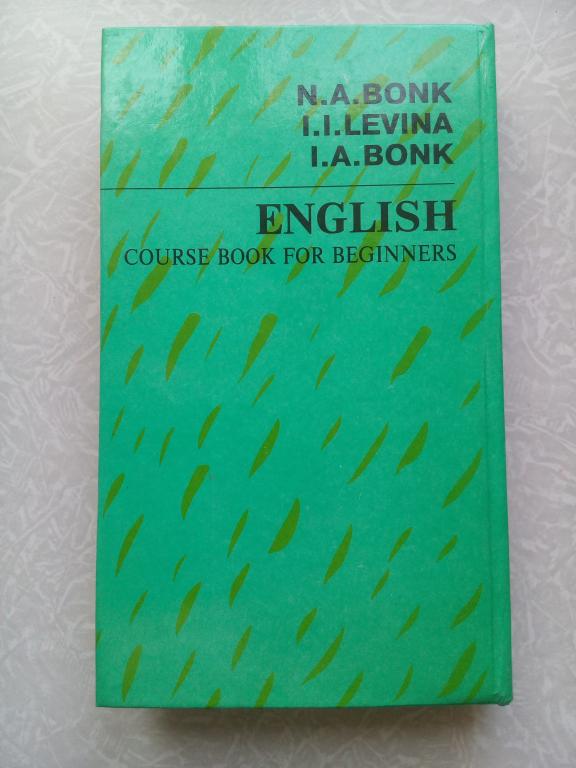 N.A.BONK
I.I.LEVINA
I.A.BONK
ENGLISH
COURSE BOOK FOR BEGINNERS